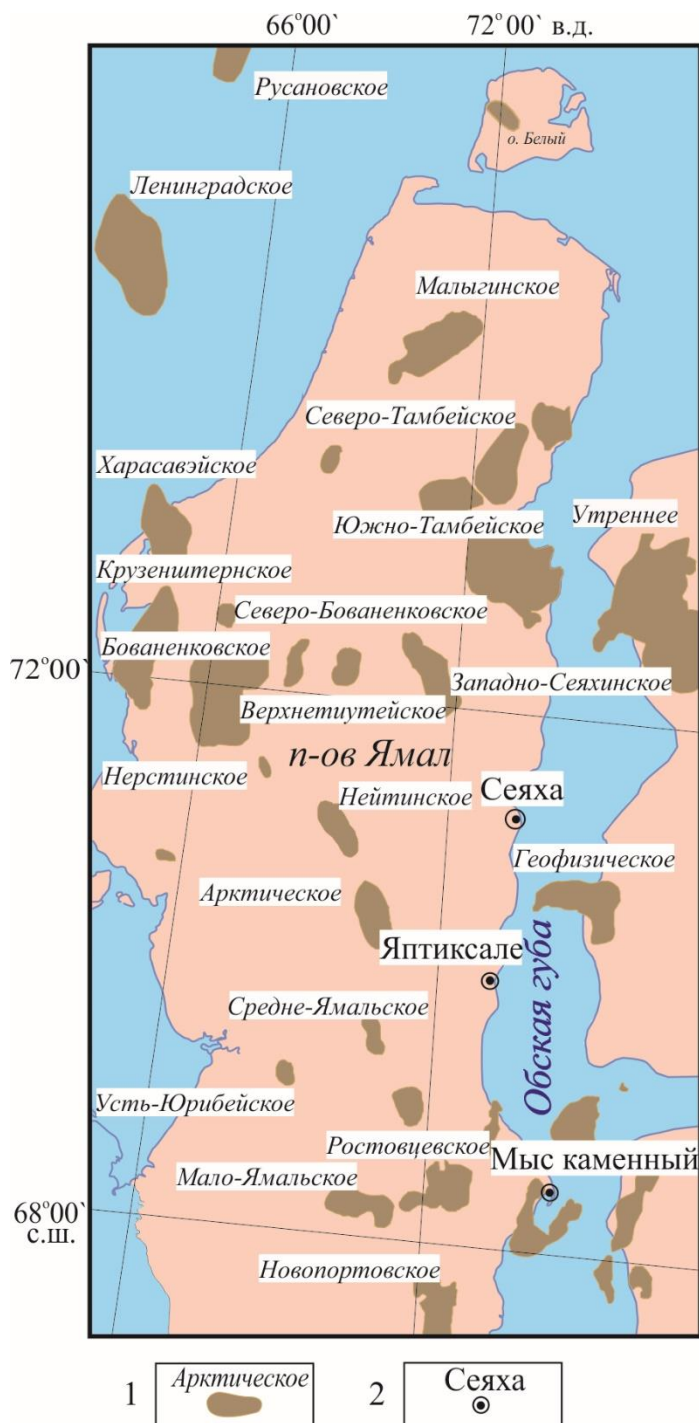 66°00` 72°00` в.д.
Русановское
о. Белый
Ленинградское
Малыгинское
Северо-Тамбейское
Харасавэйское
Южно-Тамбейское
Утреннее
Крузенштернское
Северо-Бованенковское
Бованенковское
72°00`
Западно-Сеяхинское
Верхнетиутейское
п-ов Ямал
Нерстинское
Нейтинское
Сеяха
Геофизическое
Арктическое
Яптиксале
Обская губа
Средне-Ямальское
Усть-Юрибейское
Ростовцевское
Мыс каменный
Мало-Ямальское
68°00`
с.ш.
Новопортовское
1 Арктическое 2 Сеяха